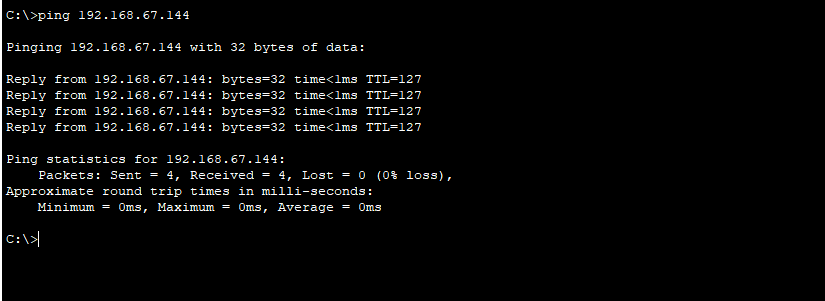 C:\>ping 192.168.67.144
Pinging 192.168.67.144 with 32 bytes of data:
Reply from 192.168.67.144: bytes=32 time<1ms TTL=127
Reply from 192.168.67.144: bytes=32 time<1ms TTL=127
Reply from 192.168.67.144: bytes=32 time<1ms TTL=127
Reply from 192.168.67.144: bytes=32 time<1ms TTL=127
Ping statistics for 192.168.67.144:
    Packets: Sent = 4, Received = 4, Lost = 0 (0% loss),
Approximate round trip times in milli-seconds:
    Minimum = 0ms, Maximum = 0ms, Average = 0ms
C:\>